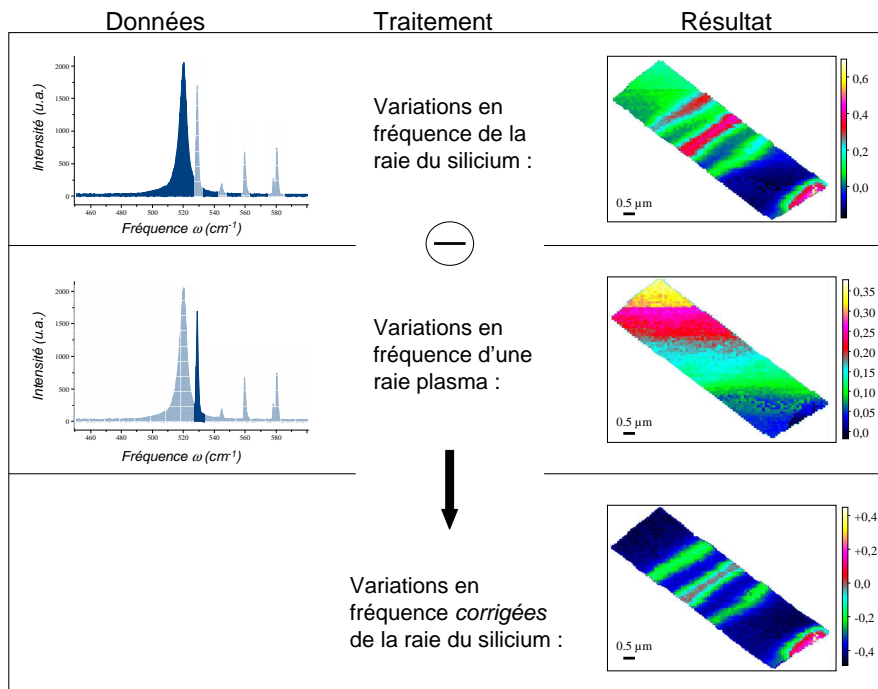 Données Traitement Résultat
Intensité (u.a.)
2000
1500
1000
500
0
460 480 500 520 540 560 580
Fréquence ω (cm-1)
Variations en
fréquence de la
raie du silicium :
0,6
0,4
0,2
0,0
0.5 µm
Intensité (u.a.)
2000
1500
1000
500
0
460 480 500 520 540 560 580
Fréquence ω (cm-1)
Variations en
fréquence d'une
raie plasma :
0,35
0,30
0,25
0,20
0,15
0,10
0,05
0,0
0.5 µm
Variations en
fréquence corrigées
de la raie du silicium :
+0,4
+0,2
0,0
-0,2
-0,4
0.5 µm